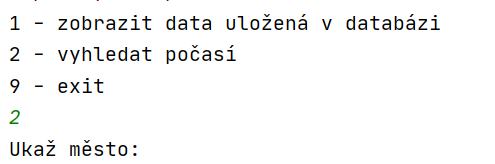 1 - zobrazit data uložená v databázi
2 - vyhledat počasí
9 - exit
2
Ukaž město: